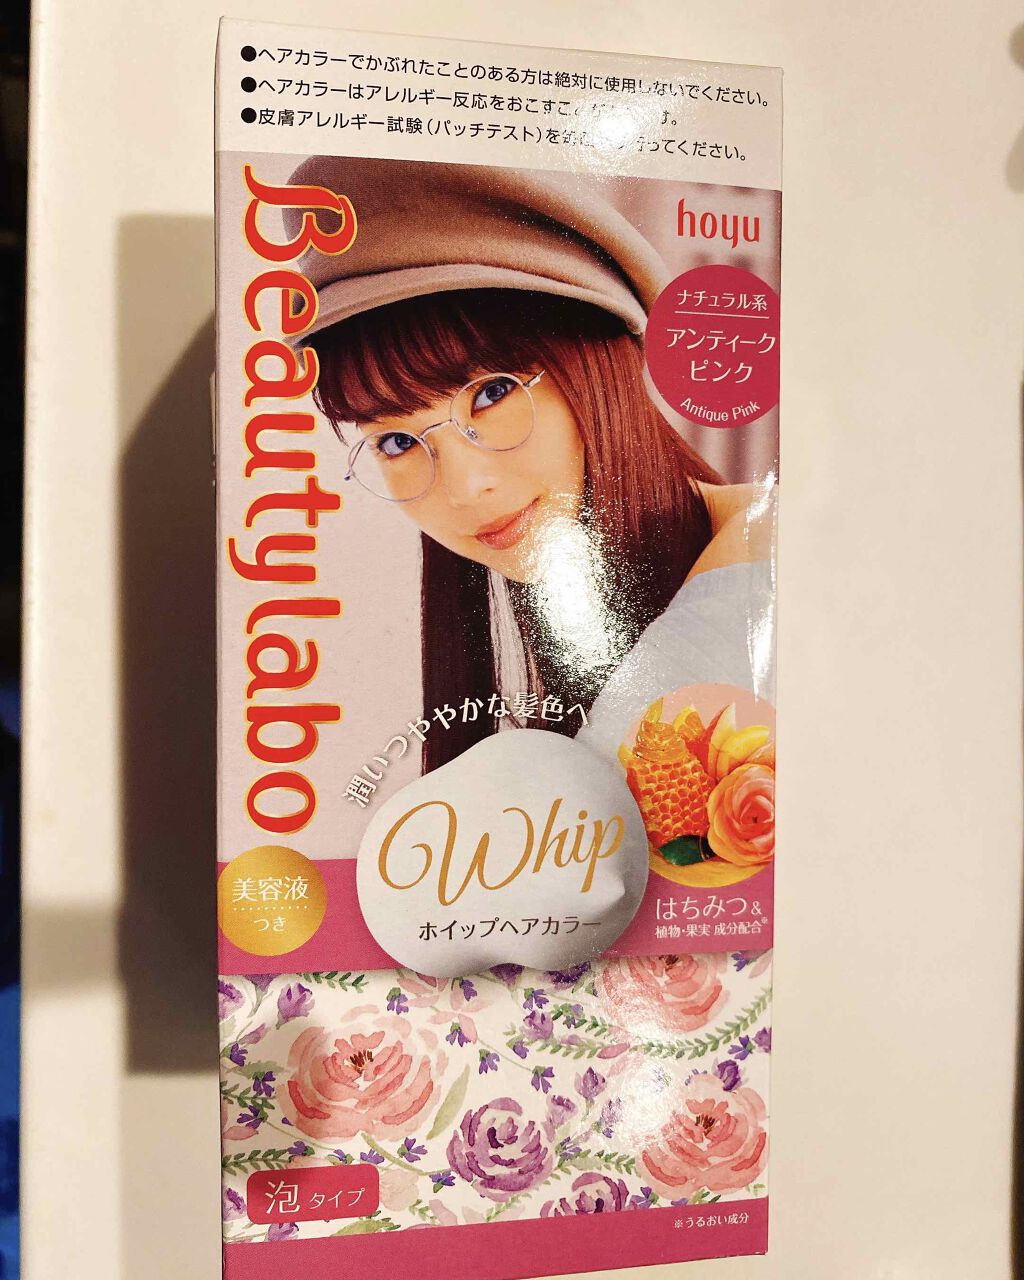 ●ヘアカラーでかぶれたことのある方は絶対に使用しないでください。
●ヘアカラーはアレルギー反応をおこすことがあります。
●皮膚アレルギー試験(パッチテスト)を毎回必ず行ってください。
Beautylabo
hoyu
ナチュラル系
アンティーク
ピンク
Antique Pink
潤いつややかな髪色へ
Whip
ホイップヘアカラー
美容液
つき
はちみつ&
植物・果実 成分配合※
泡タイプ
※うるおい成分